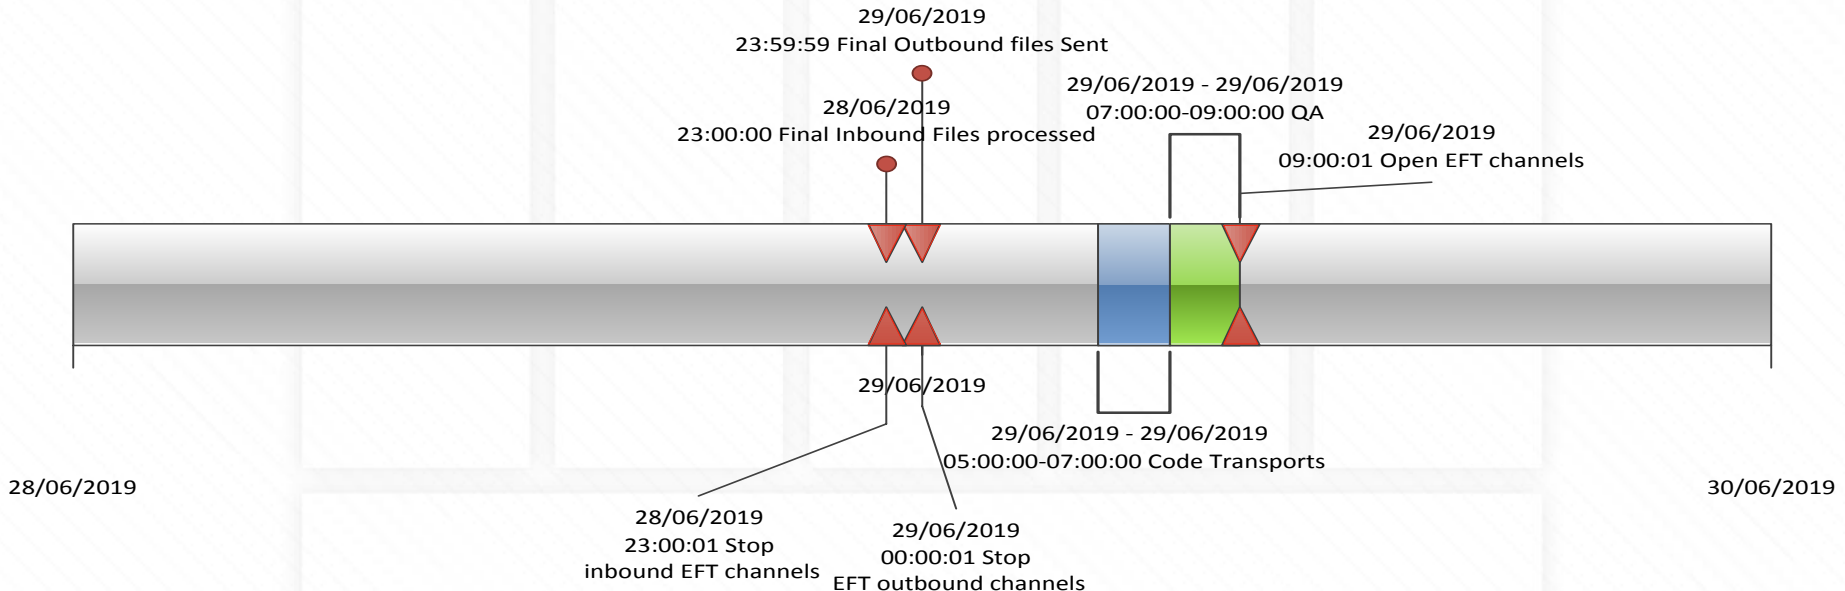 29/06/2019
23:59:59 Final Outbound files Sent
28/06/2019
23:00:00 Final Inbound Files processed
29/06/2019 - 29/06/2019
07:00:00-09:00:00 QA
29/06/2019
09:00:01 Open EFT channels
29/06/2019
29/06/2019 - 29/06/2019
05:00:00-07:00:00 Code Transports
28/06/2019
30/06/2019
28/06/2019
23:00:01 Stop
inbound EFT channels
29/06/2019
00:00:01 Stop
EFT outbound channels